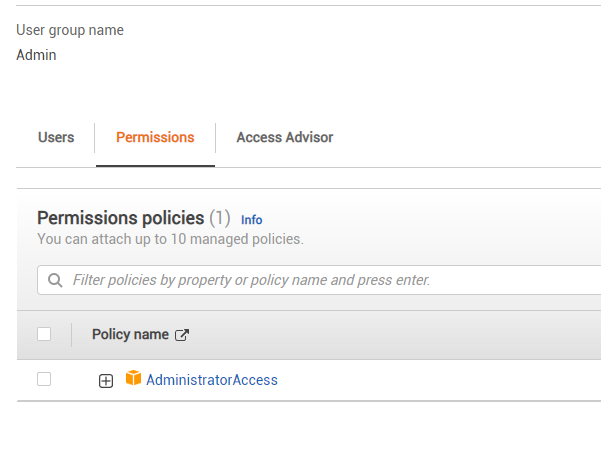 User group name
Admin
Users Permissions Access Advisor
Permissions policies (1) Info
You can attach up to 10 managed policies.
Filter policies by property or policy name and press enter.
Policy name
AdministratorAccess